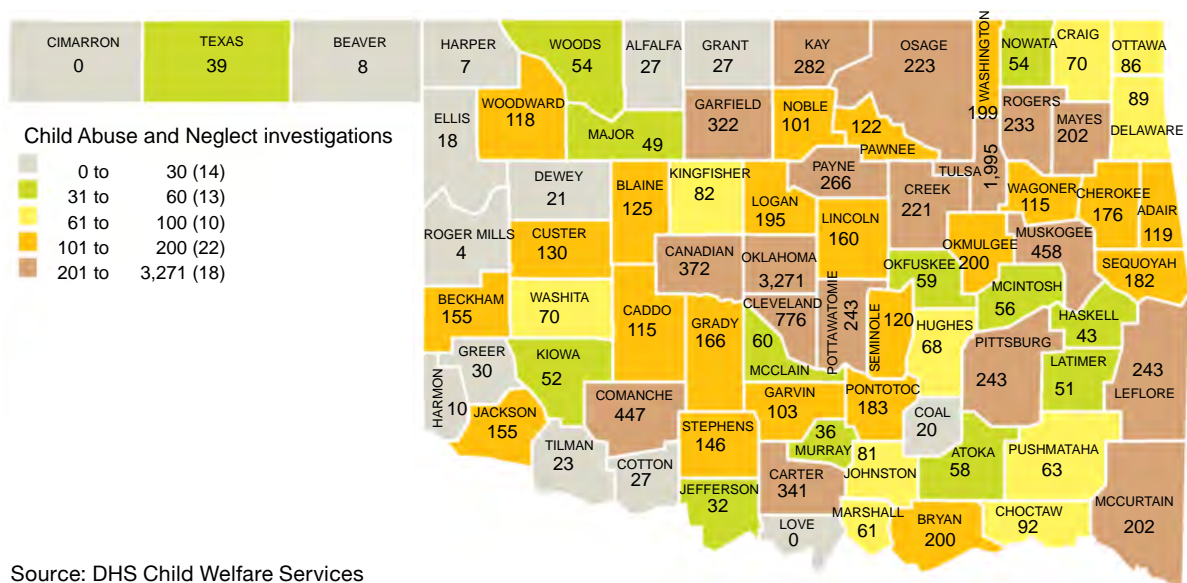 CIMARRON
0
TEXAS
39
BEAVER
8
HARPER
7
WOODS
54
ALFALFA
27
GRANT
27
KAY
282
OSAGE
223
WASHINGTON
199
NOWATA
54
CRAIG
70
OTTAWA
86
ELLIS
18
WOODWARD
118
MAJOR
49
GARFIELD
322
NOBLE
101
122
PAWNEE
ROGERS
233
MAYES
202
89
DELAWARE
Child Abuse and Neglect investigations
0 to 30 (14)
31 to 60 (13)
61 to 100 (10)
101 to 200 (22)
201 to 3,271 (18)
DEWEY
21
BLAINE
125
KINGFISHER
82
LOGAN
195
PAYNE
266
CREEK
221
TULSA
1,995
WAGONER
115
CHEROKEE
176
ADAIR
119
ROGER MILLS
4
CUSTER
130
CANADIAN
372
OKLAHOMA
3,271
LINCOLN
160
OKFUSKEE
59
OKMULGEE
200
MUSKOGEE
458
SEQUOYAH
182
BECKHAM
155
WASHITA
70
CADDO
115
GRADY
166
CLEVELAND
776
POTTAWATOMIE
243
SEMINOLE
120
HUGHES
68
MCINTOSH
56
HASKELL
43
GREER
30
KIOWA
52
60
MCCLAIN
PITTSBURG
243
LATIMER
51
243
LEFLORE
HARMON
10
JACKSON
155
COMANCHE
447
STEPHENS
146
GARVIN
103
PONTOTOC
183
COAL
20
TILMAN
23
COTTON
27
36
MURRAY
81
JOHNSTON
ATOKA
58
PUSHMATAHA
63
JEFFERSON
32
CARTER
341
LOVE
0
MARSHALL
61
BRYAN
200
CHOCTAW
92
MCCURTAIN
202
Source: DHS Child Welfare Services